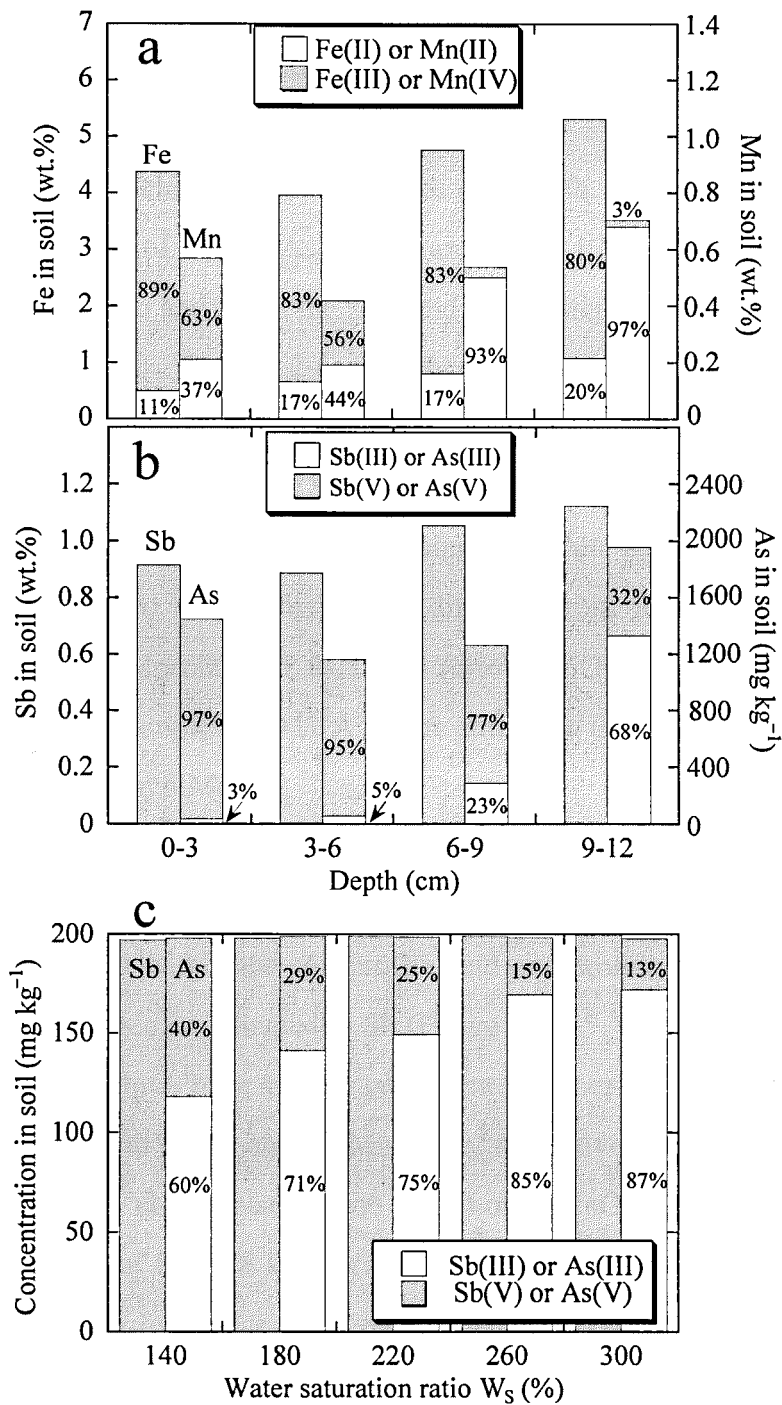 a
Fe(II) or Mn(II)
Fe(III) or Mn(IV)
7
6
5
4
3
2
1
0
Fe in soil (wt.%)
1.4
1.2
1.0
0.8
0.6
0.4
0.2
0
Mn in soil (wt.%)
Fe
Mn
89%
63%
11%
37%
83%
56%
17%
44%
83%
93%
17%
3%
80%
97%
20%
b
Sb(III) or As(III)
Sb(V) or As(V)
1.2
1.0
0.8
0.6
0.4
0.2
0
Sb in soil (wt.%)
2400
2000
1600
1200
800
400
0
As in soil (mg kg⁻¹)
Sb
As
97%
3%
95%
5%
77%
23%
32%
68%
0-3 3-6 6-9 9-12
Depth (cm)
c
200
150
100
50
0
Concentration in soil (mg kg⁻¹)
Sb As
40%
60%
29%
71%
25%
75%
15%
85%
13%
87%
Sb(III) or As(III)
Sb(V) or As(V)
140 180 220 260 300
Water saturation ratio W_S (%)